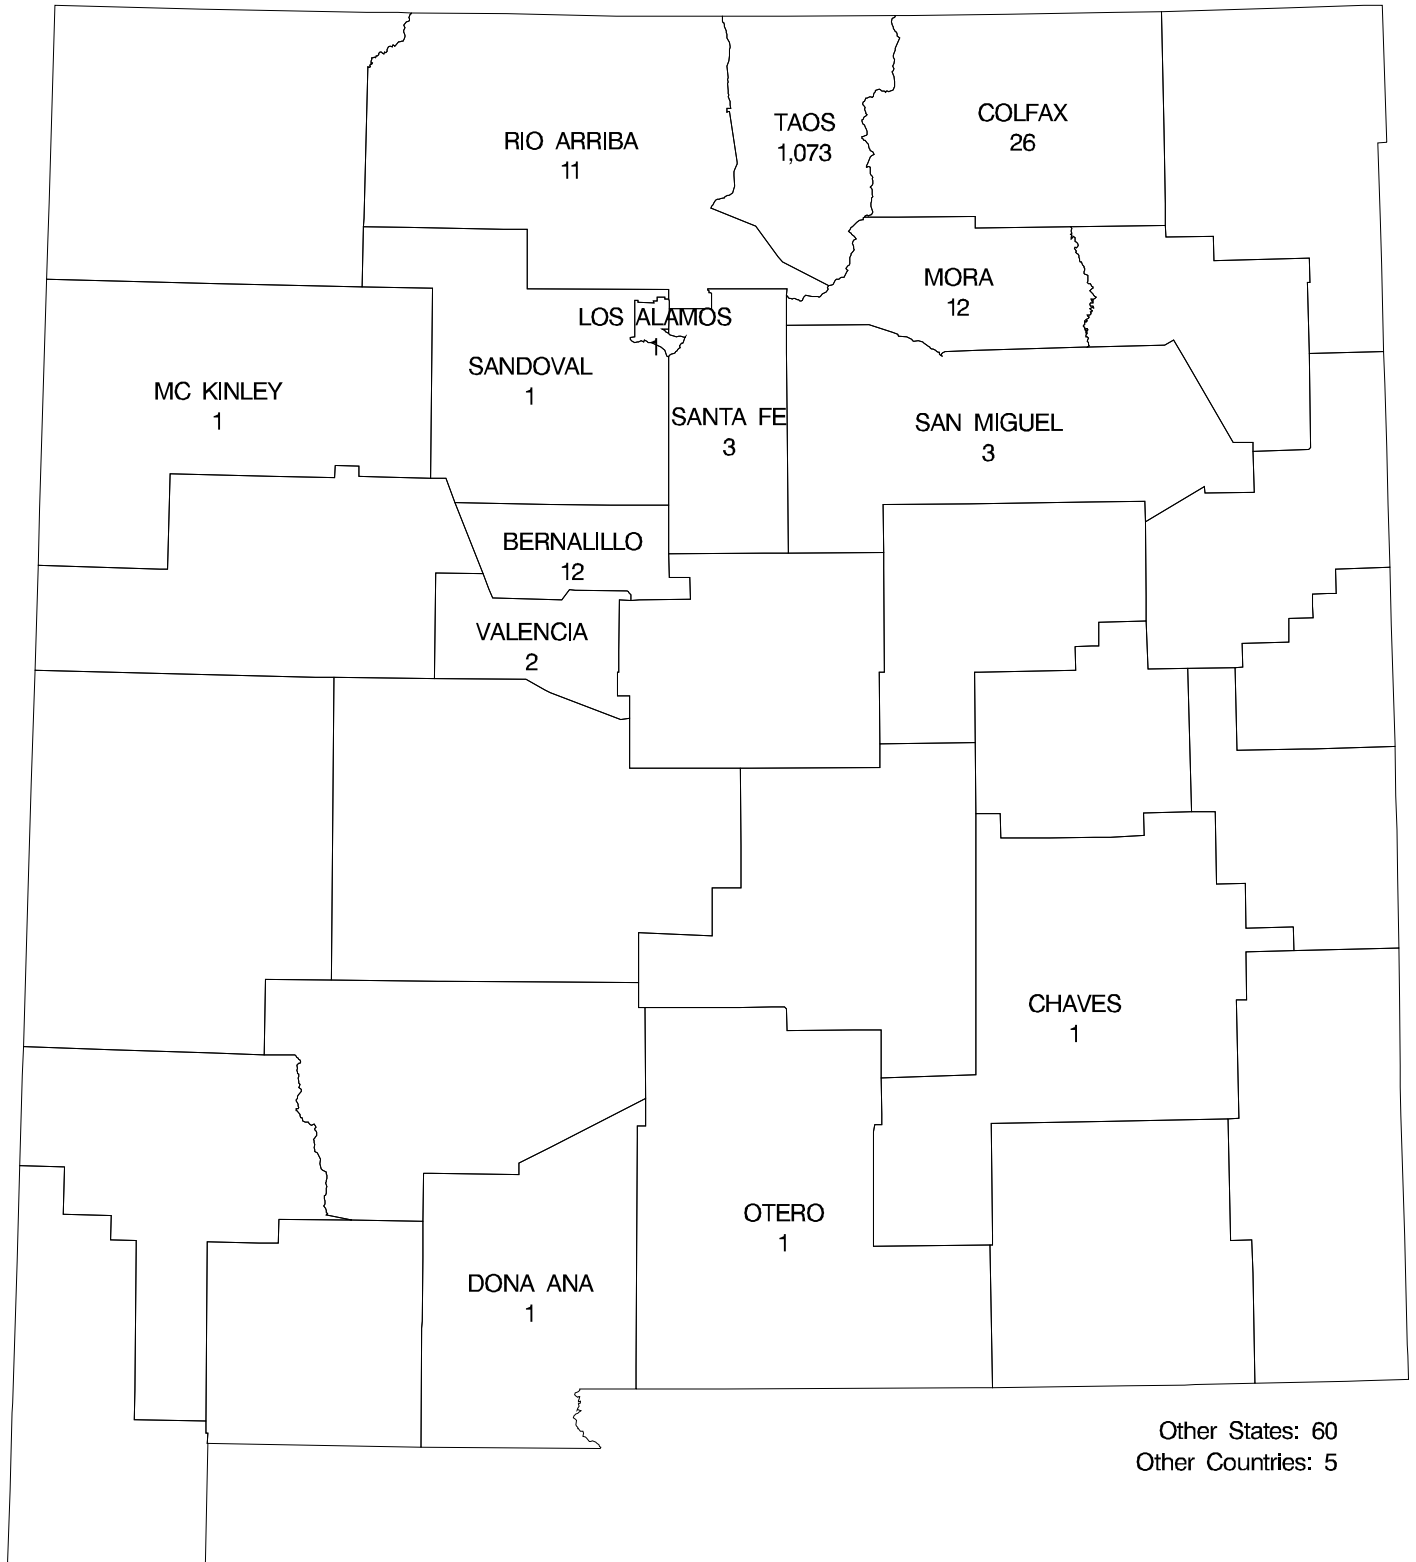 COLFAX
26
TAOS
1,073
RIO ARRIBA
11
MORA
12
LOS ALAMOS
1
SANDOVAL
1
MC KINLEY
1
SANTA FE
3
SAN MIGUEL
3
BERNALILLO
12
VALENCIA
2
CHAVES
1
OTERO
1
DONA ANA
1
Other States: 60
Other Countries: 5